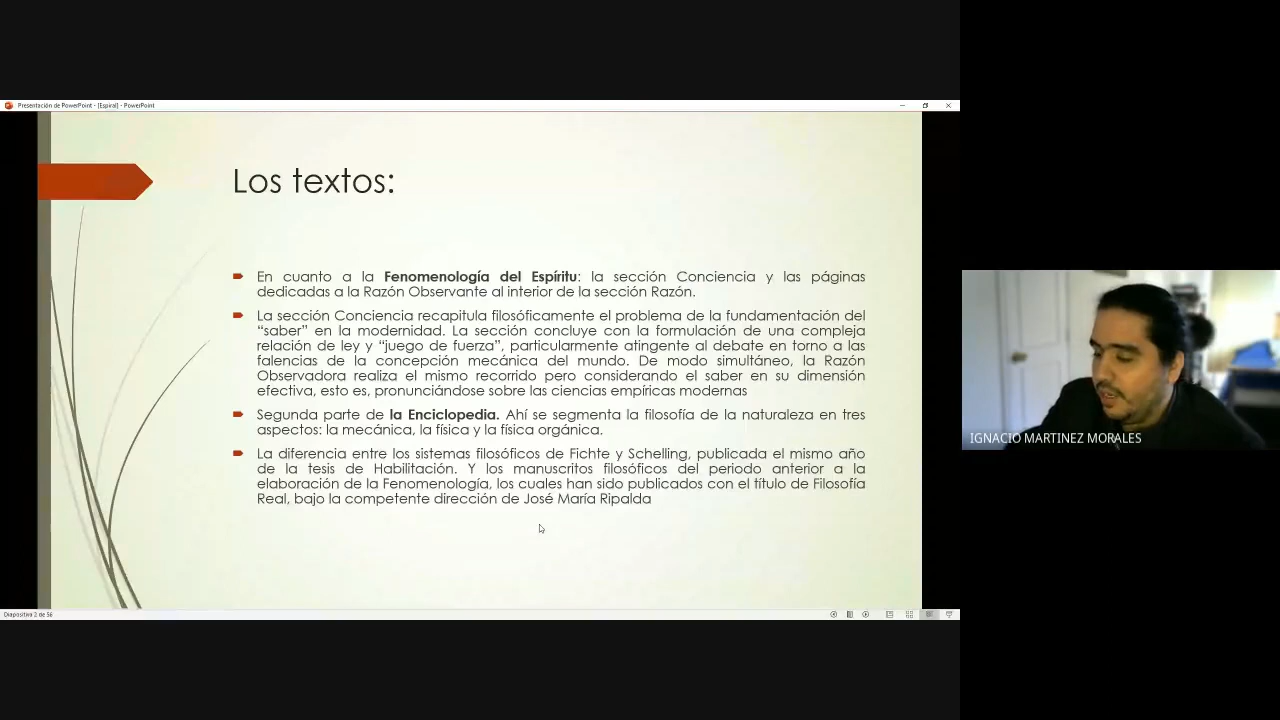 Presentación de PowerPoint - [Espiral] - PowerPoint
Los textos:
En cuanto a la Fenomenología del Espíritu: la sección Conciencia y las páginas
dedicadas a la Razón Observante al interior de la sección Razón.
La sección Conciencia recapitula filosóficamente el problema de la fundamentación del
“saber” en la modernidad. La sección concluye con la formulación de una compleja
relación de ley y “juego de fuerza”, particularmente atingente al debate en torno a las
falencias de la concepción mecánica del mundo. De modo simultáneo, la Razón
Observadora realiza el mismo recorrido pero considerando el saber en su dimensión
efectiva, esto es, pronunciándose sobre las ciencias empíricas modernas
Segunda parte de la Enciclopedia. Ahí se segmenta la filosofía de la naturaleza en tres
aspectos: la mecánica, la física y la física orgánica.
La diferencia entre los sistemas filosóficos de Fichte y Schelling, publicada el mismo año
de la tesis de Habilitación. Y los manuscritos filosóficos del periodo anterior a la
elaboración de la Fenomenología, los cuales han sido publicados con el título de Filosofía
Real, bajo la competente dirección de José María Ripalda
Diapositiva 2 de 56
IGNACIO MARTINEZ MORALES